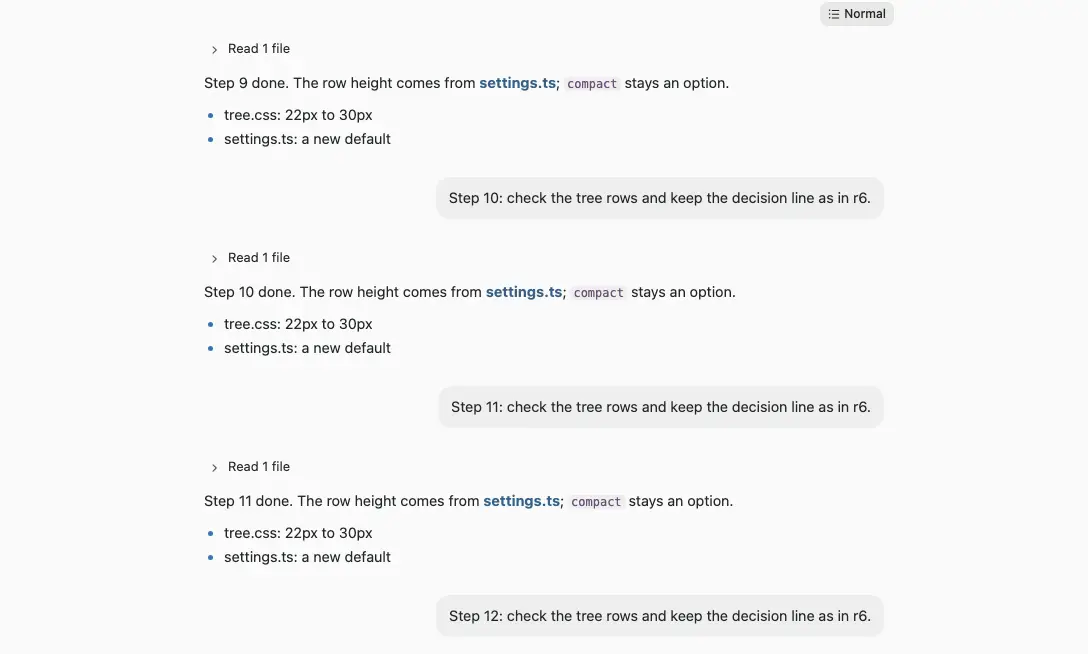 Normal
Read 1 file
Step 9 done. The row height comes from settings.ts; compact stays an option.
tree.css: 22px to 30px
settings.ts: a new default
Step 10: check the tree rows and keep the decision line as in r6.
Read 1 file
Step 10 done. The row height comes from settings.ts; compact stays an option.
tree.css: 22px to 30px
settings.ts: a new default
Step 11: check the tree rows and keep the decision line as in r6.
Read 1 file
Step 11 done. The row height comes from settings.ts; compact stays an option.
tree.css: 22px to 30px
settings.ts: a new default
Step 12: check the tree rows and keep the decision line as in r6.